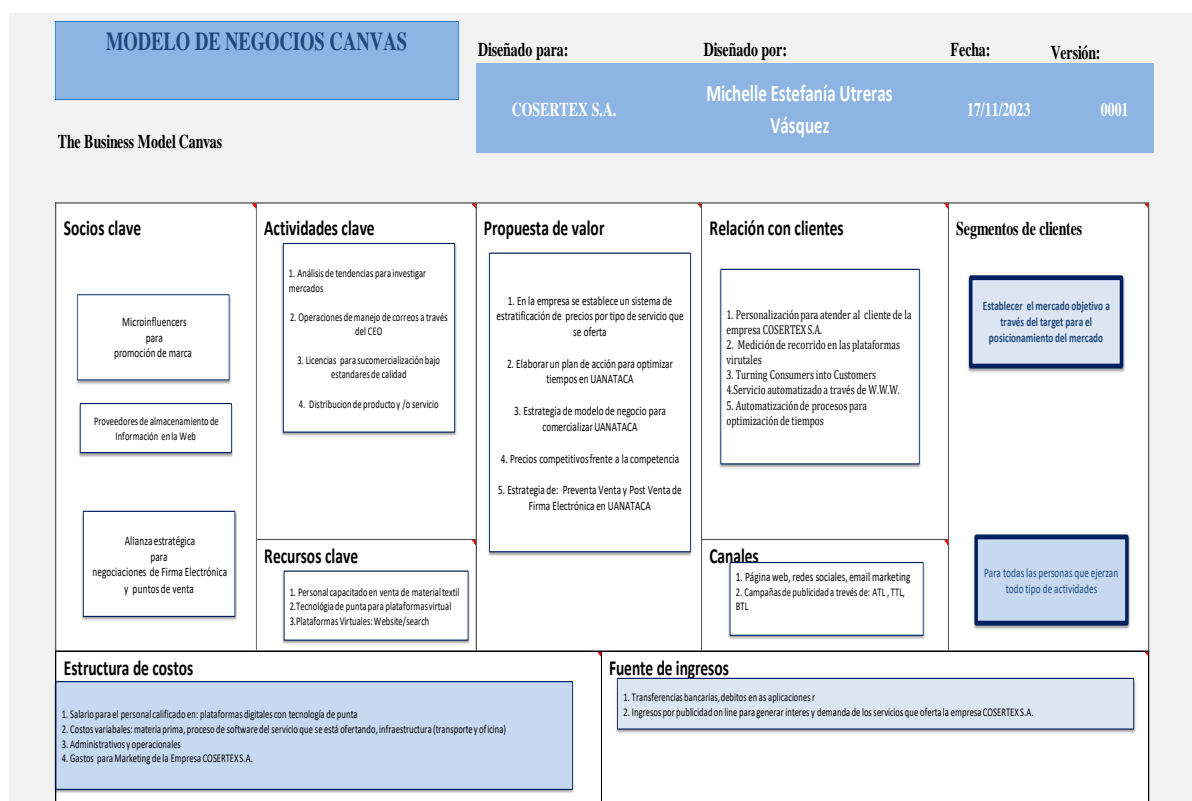 MODELO DE NEGOCIOS CANVAS
Diseñado para:
Diseñado por:
Fecha:
Versión:
COSERTEX S.A.
Michelle Estefanía Utreras
Vásquez
17/11/2023
0001
The Business Model Canvas
Socios clave
Microinfluencers
para
promoción de marca
Proveedores de almacenamiento de
Información en la Web
Alianza estratégica
para
negociaciones de Firma Electrónica
y puntos de venta
Actividades clave
1. Análisis de tendencias para investigar
mercados
2. Operaciones de manejo de correos a través
del CEO
3. Licencias para sucomercialización bajo
estandares de calidad
4. Distribucion de producto y /o servicio
Recursos clave
1. Personal capacitado en venta de material textil
2.Tecnológia de punta para plataformas virtual
3.Plataformas Virtuales: Website/search
Propuesta de valor
1. En la empresa se establece un sistema de
estratificación de precios por tipo de servicio que
se oferta
2. Elaborar un plan de acción para optimizar
tiempos en UANATACA
3. Estrategia de modelo de negocio para
comercializar UANATACA
4. Precios competitivos frente a la competencia
5. Estrategia de: Preventa Venta y Post Venta de
Firma Electrónica en UANATACA
Relación con clientes
1. Personalización para atender al cliente de la
empresa COSERTEX S.A.
2. Medición de recorrido en las plataformas
virutales
3. Turning Consumers into Customers
4.Servicio automatizado a través de W.W.W.
5. Automatización de procesos para
optimización de tiempos
Canales
1. Página web, redes sociales, email marketing
2. Campañas de publicidad a trevés de: ATL , TTL,
BTL
Segmentos de clientes
Establecer el mercado objetivo a
través del target para el
posicionamiento del mercado
Para todas las personas que ejerzan
todo tipo de actividades
Estructura de costos
1. Salario para el personal calificado en: plataformas digitales con tecnología de punta
2. Costos variabales: materia prima, proceso de software del servicio que se está ofertando, infraestructura (transporte y oficina)
3. Administrativos y operacionales
4. Gastos para Marketing de la Empresa COSERTEX S.A.
Fuente de ingresos
1. Transferencias bancarias, debitos en as aplicaciones r
2. Ingresos por publicidad on line para generar interes y demanda de los servicios que oferta la empresa COSERTEX S.A.